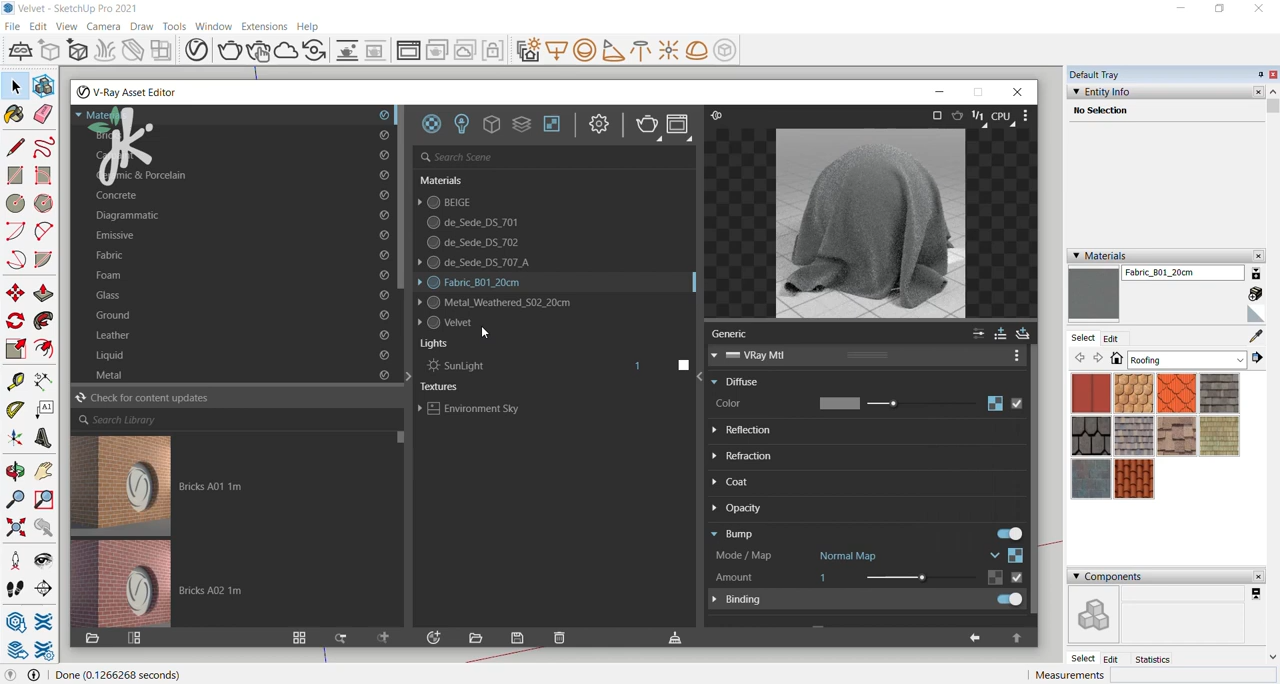 Velvet - SketchUp Pro 2021
File Edit View Camera Draw Tools Window Extensions Help
V-Ray Asset Editor
Default Tray
Entity Info
No Selection
1/1 CPU
Ceramic & Porcelain
Concrete
Diagrammatic
Emissive
Fabric
Foam
Glass
Ground
Leather
Liquid
Metal
Check for content updates
Search Library
Bricks A01 1m
Bricks A02 1m
Search Scene
Materials
BEIGE
de_Sede_DS_701
de_Sede_DS_702
de_Sede_DS_707_A
Fabric_B01_20cm
Metal_Weathered_S02_20cm
Velvet
Lights
SunLight 1
Textures
Environment Sky
Generic
VRay Mtl
Diffuse
Color
Reflection
Refraction
Coat
Opacity
Bump
Mode / Map Normal Map
Amount 1
Binding
Materials
Fabric_B01_20cm
Select Edit
Roofing
Components
Select Edit Statistics
Done (0.1266268 seconds)
Measurements